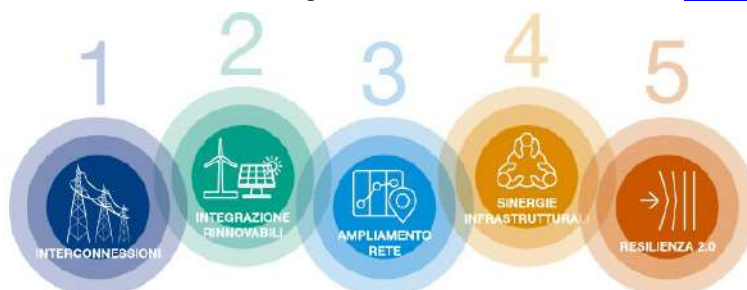 1
2
3
4
5
INTERCONNESSIONI
INTEGRAZIONE
RINNOVABILI
AMPLIAMENTO
RETE
SINERGIE
INFRASTRUTTURALI
RESILIENZA 2.0